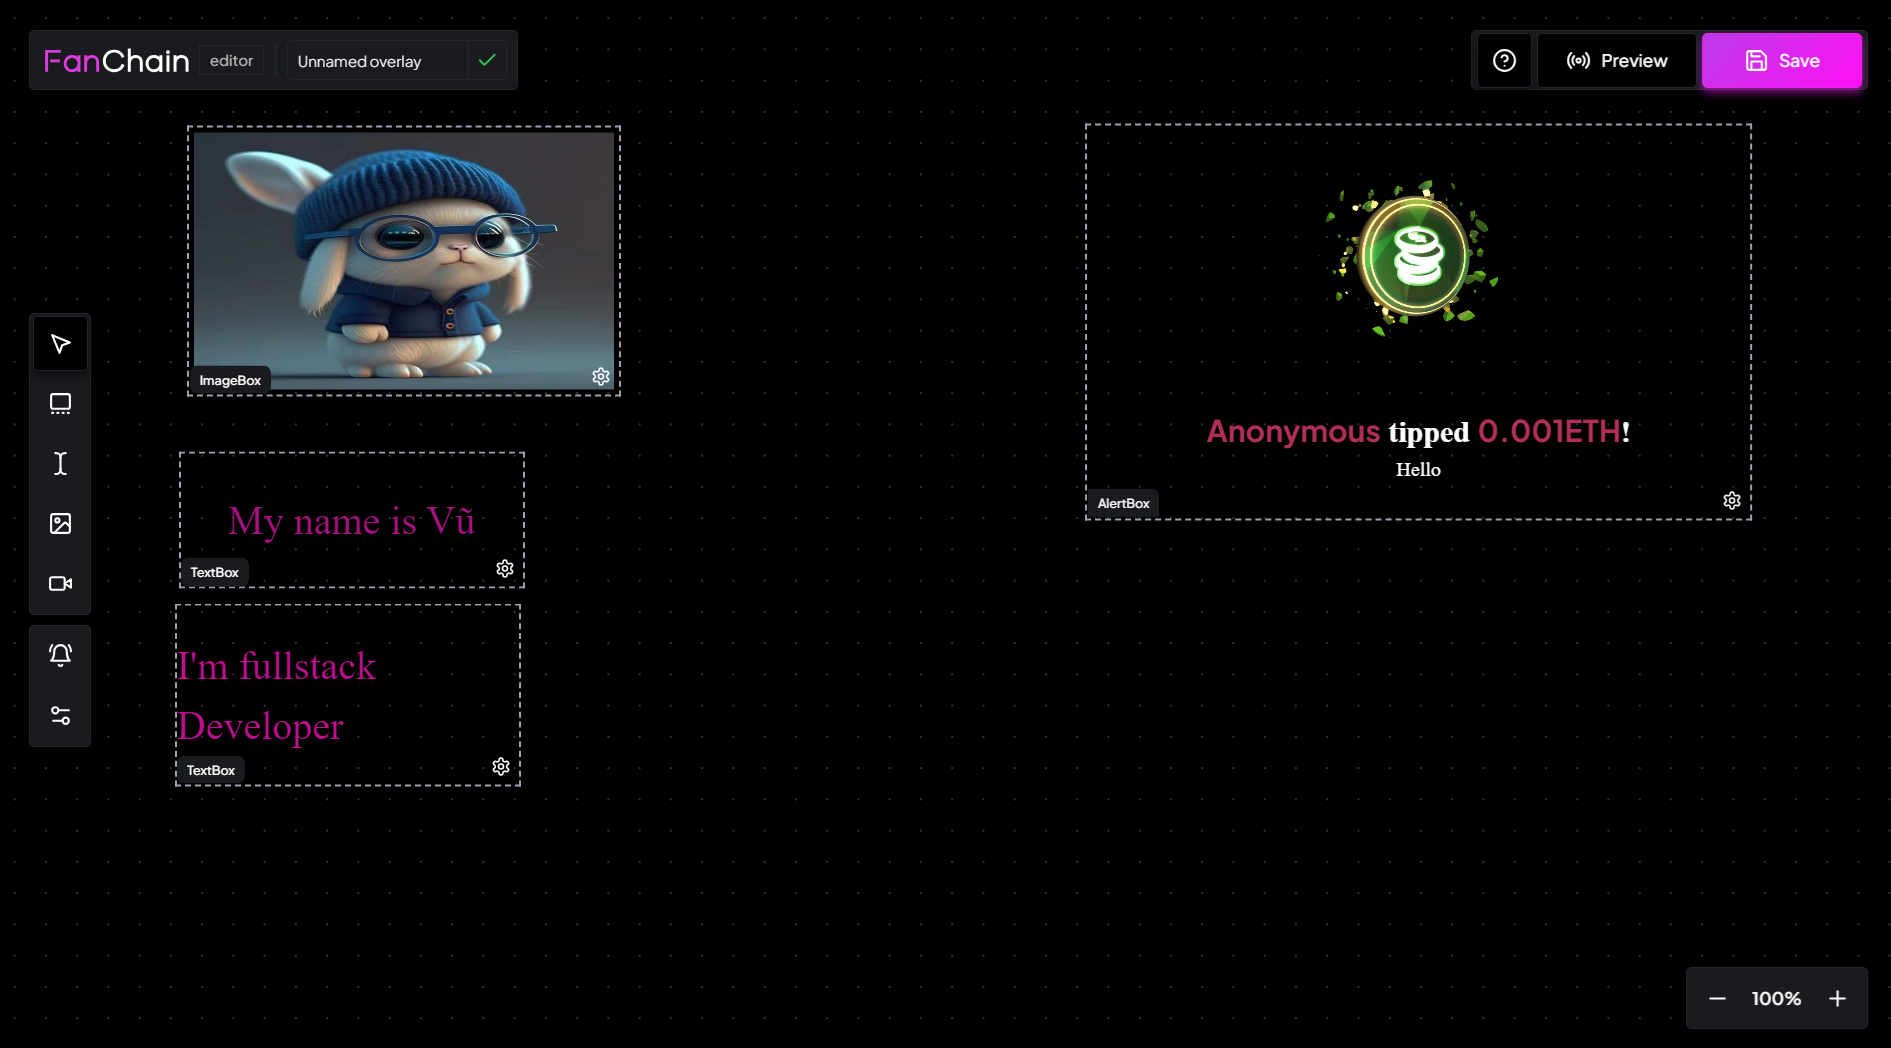 FanChain editor Unnamed overlay
Preview Save
ImageBox
Anonymous tipped 0.001ETH!
Hello
AlertBox
My name is Vũ
TextBox
I'm fullstack
Developer
TextBox
100%